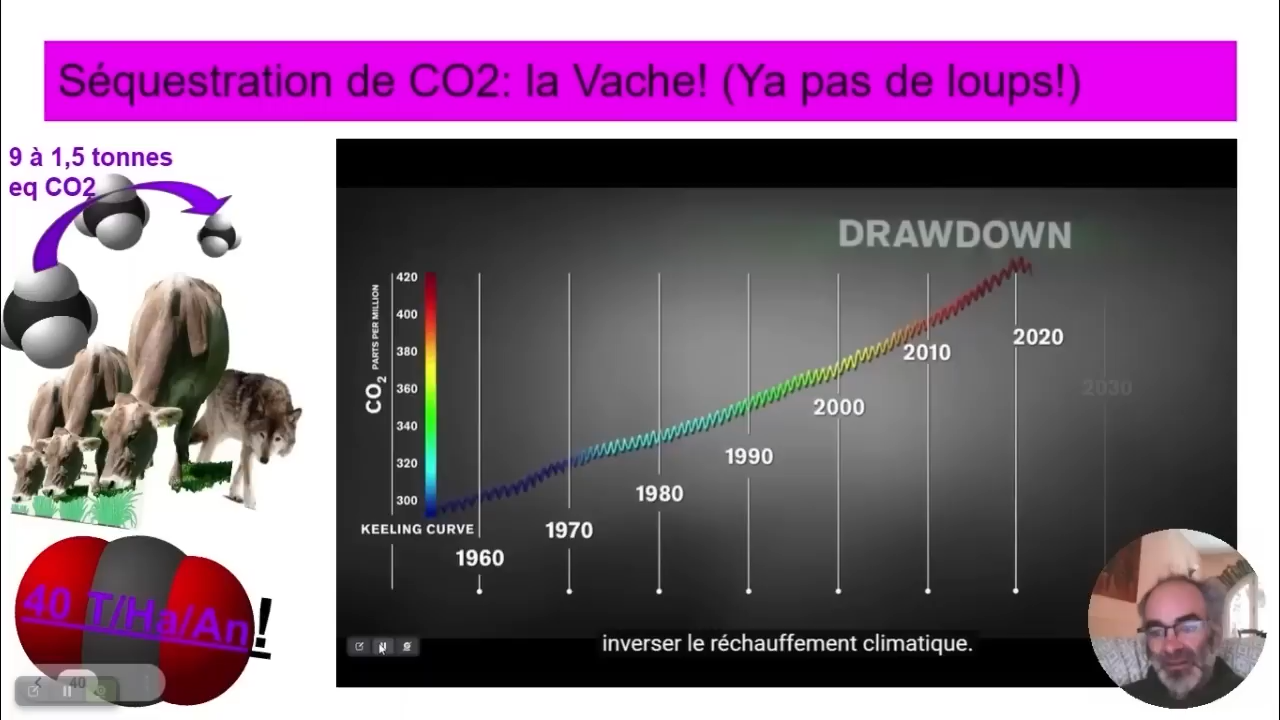 Séquestration de CO2: la Vache! (Ya pas de loups!)
9 à 1,5 tonnes
eq CO2
40 T/Ha/An!
40
DRAWDOWN
CO2 PARTS PER MILLION
420
400
380
360
340
320
300
KEELING CURVE
1960
1970
1980
1990
2000
2010
2020
2030
inverser le réchauffement climatique.